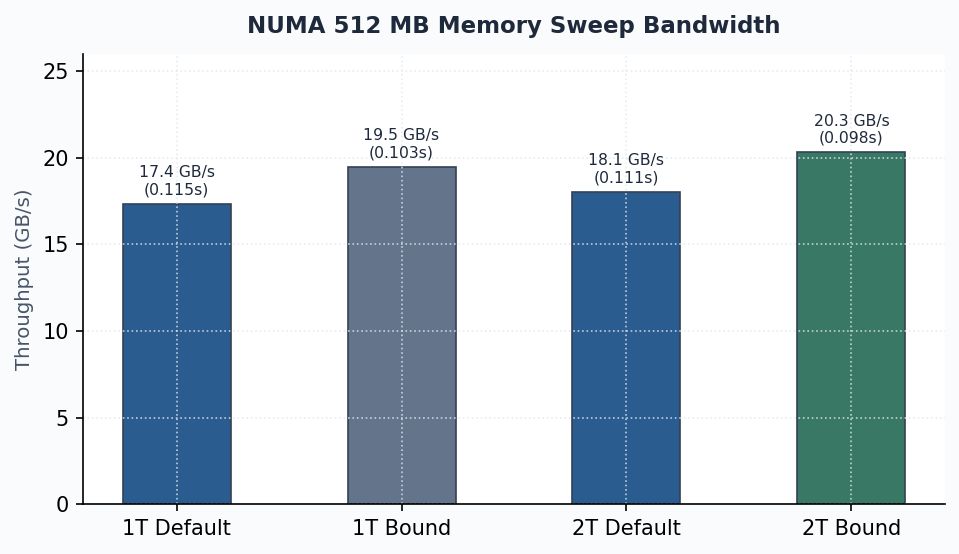 NUMA 512 MB Memory Sweep Bandwidth
Throughput (GB/s)
25
20
15
10
5
0
17.4 GB/s
(0.115s)
19.5 GB/s
(0.103s)
18.1 GB/s
(0.111s)
20.3 GB/s
(0.098s)
1T Default
1T Bound
2T Default
2T Bound